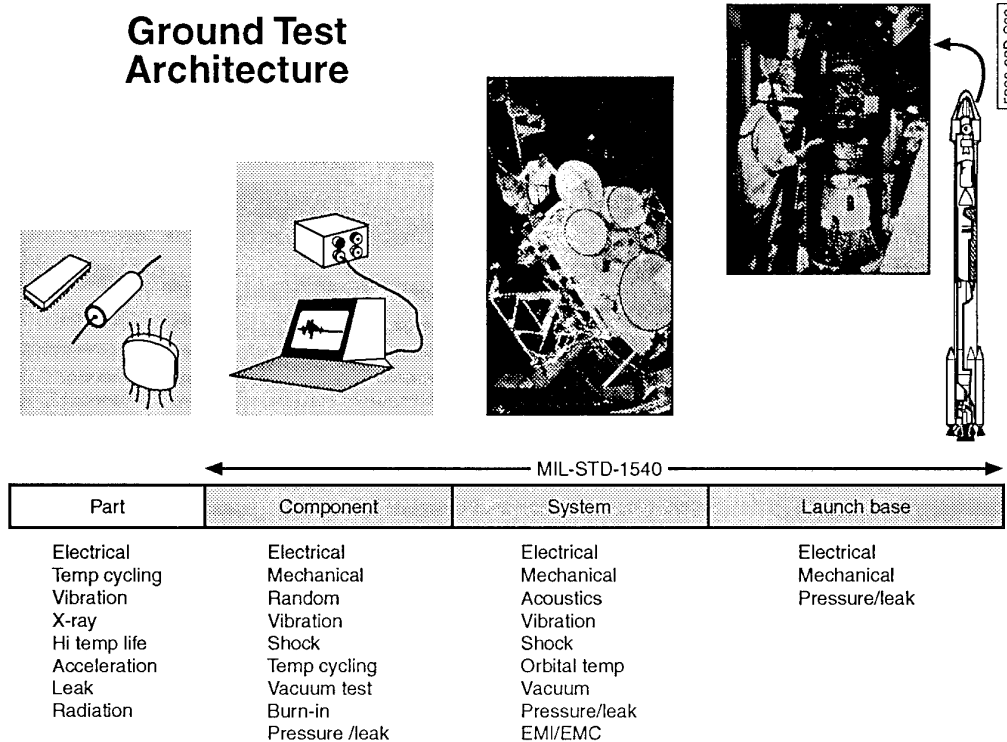 Ground Test
Architecture
MIL-STD-1540
Part
Component
System
Launch base
Electrical
Temp cycling
Vibration
X-ray
Hi temp life
Acceleration
Leak
Radiation
Electrical
Mechanical
Random
Vibration
Shock
Temp cycling
Vacuum test
Burn-in
Pressure /leak
Electrical
Mechanical
Acoustics
Vibration
Shock
Orbital temp
Vacuum
Pressure/leak
EMI/EMC
Electrical
Mechanical
Pressure/leak